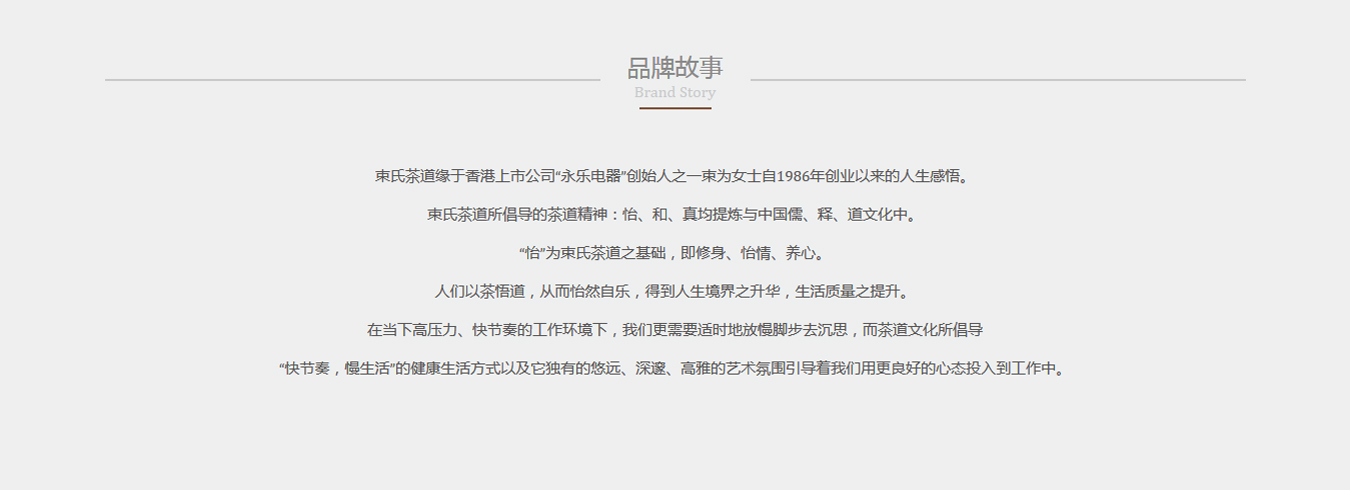 品牌故事
Brand Story
束氏茶道缘于香港上市公司“永乐电器”创始人之一束为女士自1986年创业以来的人生感悟。
束氏茶道所倡导的茶道精神：怡、和、真均提炼与中国儒、释、道文化中。
“怡”为束氏茶道之基础，即修身、怡情、养心。
人们以茶悟道，从而怡然自乐，得到人生境界之升华，生活质量之提升。
在当下高压力、快节奏的工作环境下，我们更需要适时地放慢脚步去沉思，而茶道文化所倡导
“快节奏，慢生活”的健康生活方式以及它独有的悠远、深邃、高雅的艺术氛围引导着我们用更良好的心态投入到工作中。